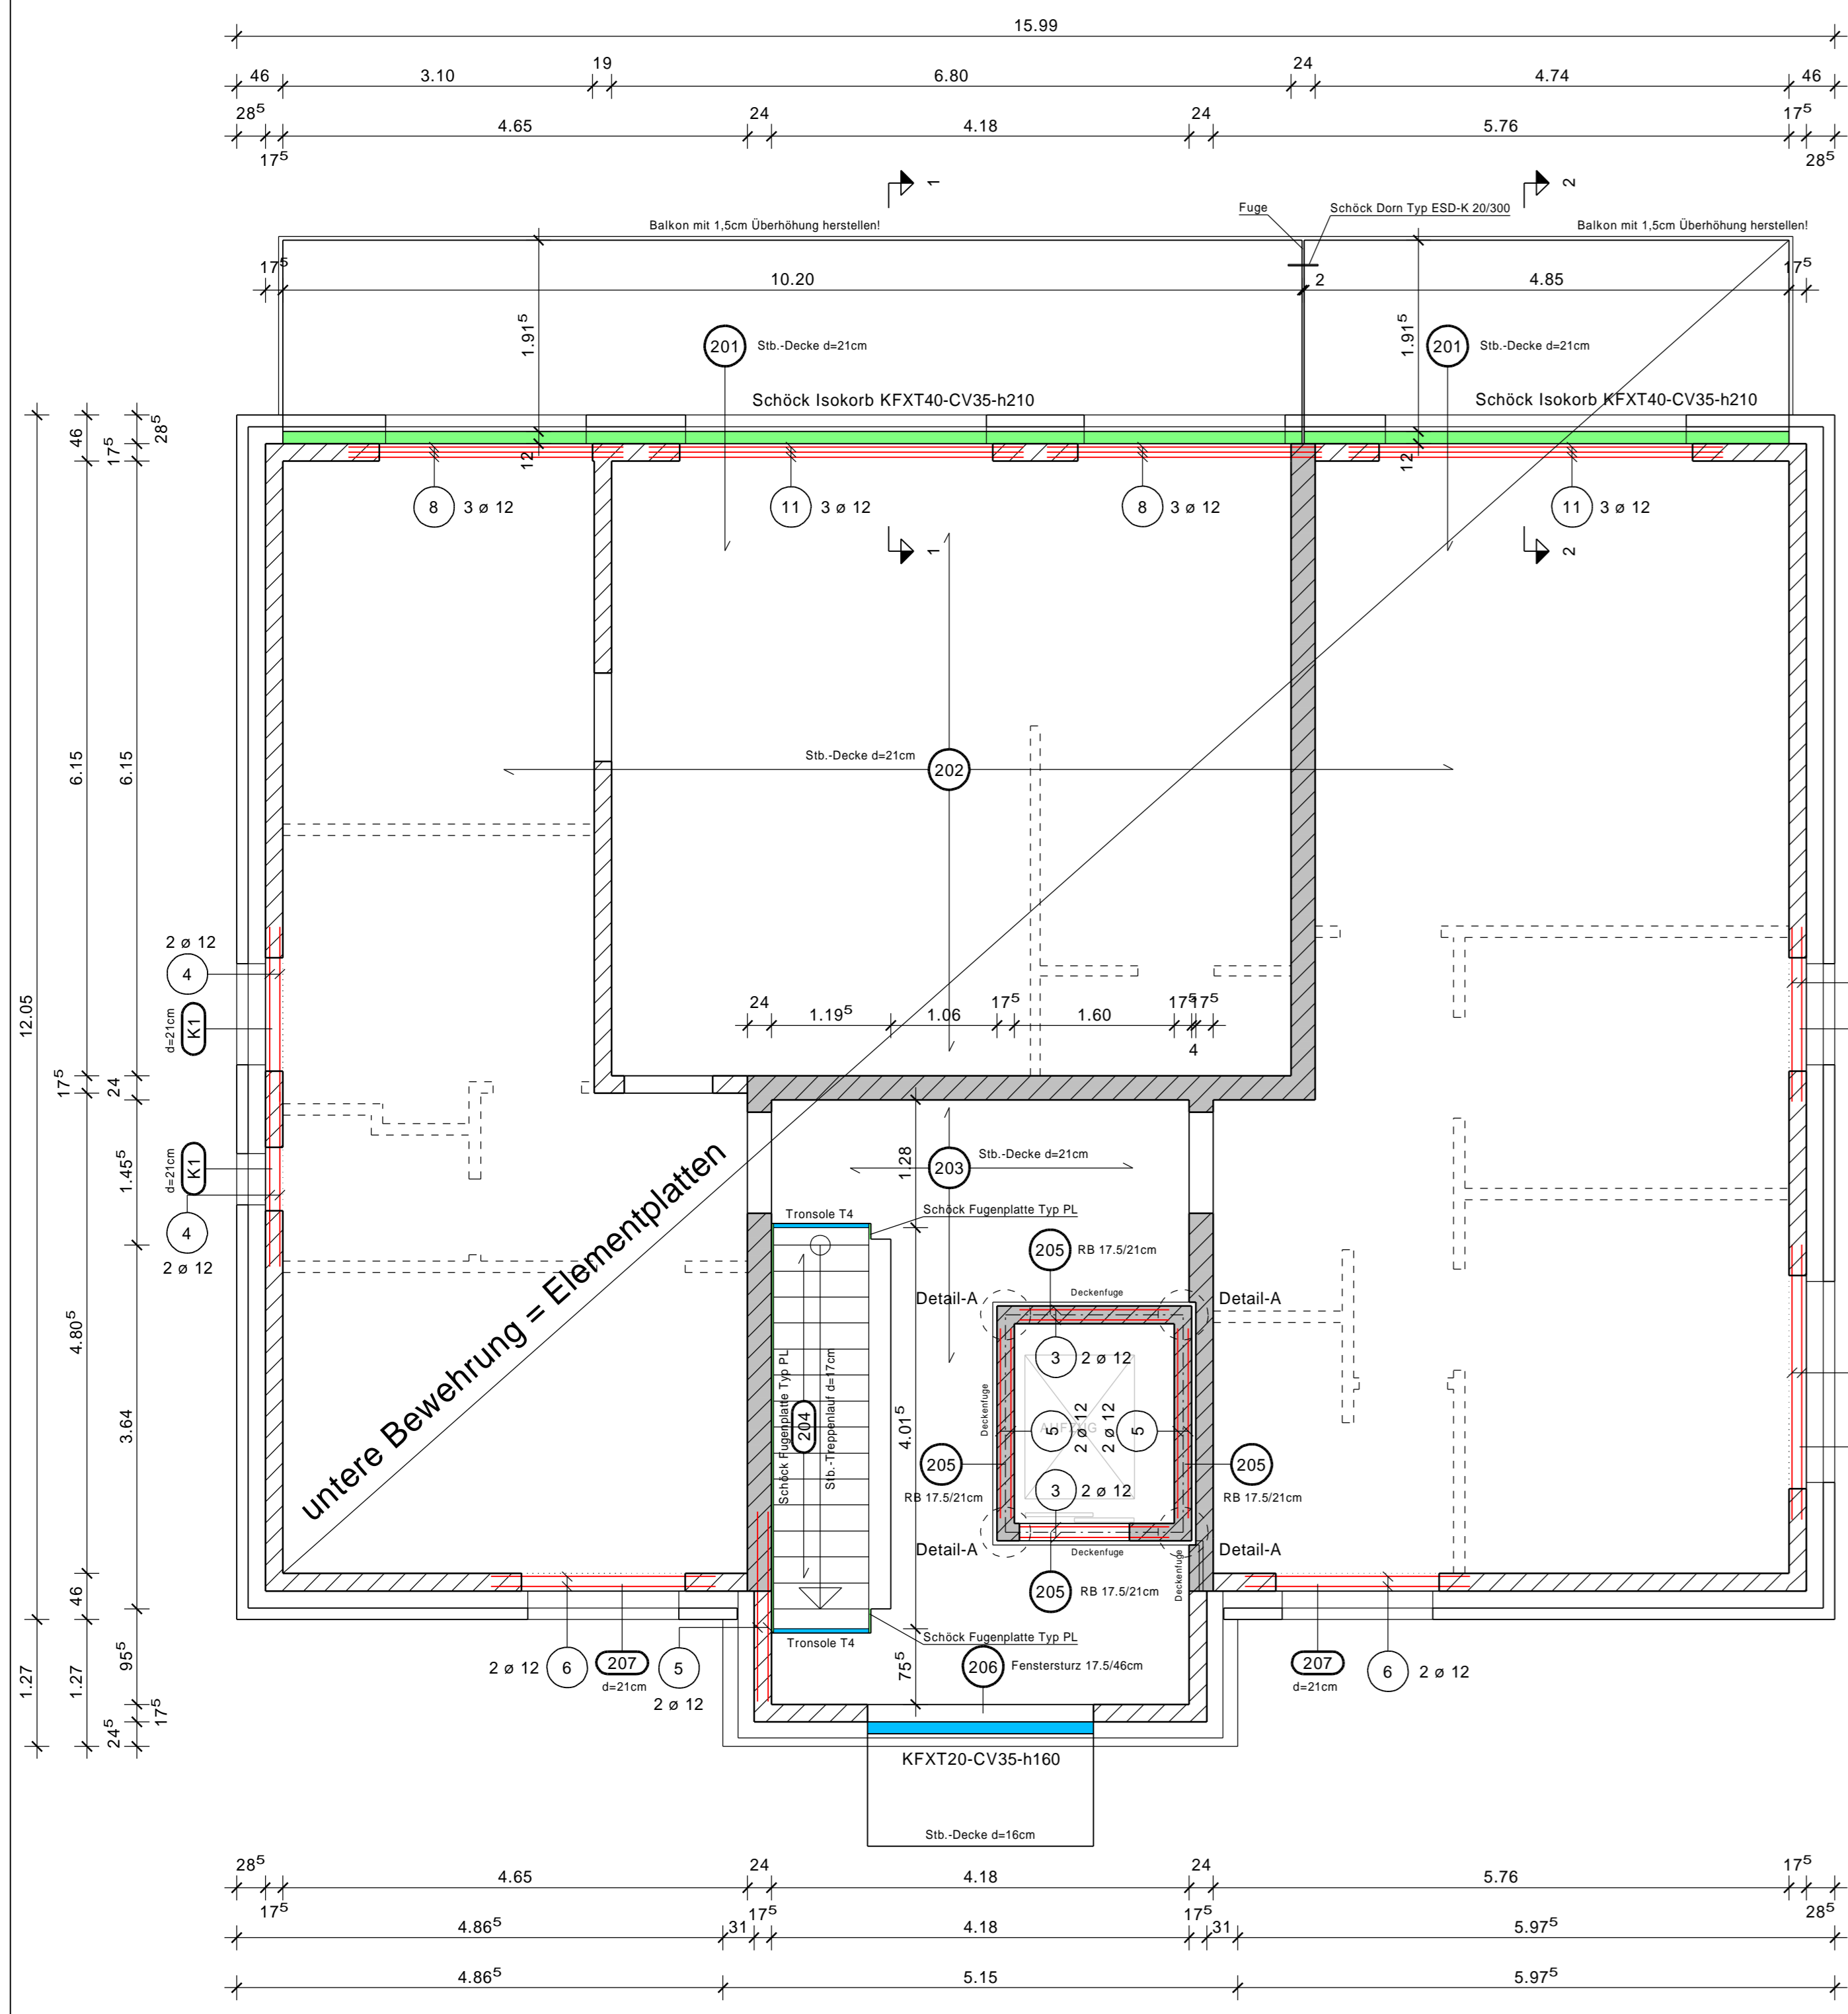 15.99
46 3.10 19 6.80 24 4.74 46
28⁵ 4.65 24 4.18 24 5.76 17⁵
17⁵ 28⁵
1 2
Fuge Schöck Dorn Typ ESD-K 20/300
Balkon mit 1,5cm Überhöhung herstellen! Balkon mit 1,5cm Überhöhung herstellen!
17⁵ 10.20 2 4.85 17⁵
1.91⁵ 1.91⁵
201 Stb.-Decke d=21cm 201 Stb.-Decke d=21cm
Schöck Isokorb KFXT40-CV35-h210 Schöck Isokorb KFXT40-CV35-h210
46 17⁵ 28⁵
12 12
8 3 ø 12 11 3 ø 12 8 3 ø 12 11 3 ø 12
1 2
Stb.-Decke d=21cm
202
6.15 6.15
12.05
2 ø 12
4
K1
d=21cm
24 1.19⁵ 1.06 17⁵ 1.60 17⁵ 17⁵
4
17⁵ 24
1.45⁵
K1
d=21cm
4
2 ø 12
1.28
203 Stb.-Decke d=21cm
Tronsole T4 Schöck Fugenplatte Typ PL
205 RB 17.5/21cm
Detail-A Deckenfuge Detail-A
untere Bewehrung = Elementplatten
4.80⁵ 3.64
Schöck Fugenplatte Typ PL
204
Stb.-Treppenlauf d=17cm
4.01⁵
3 2 ø 12
Deckenfuge
AUFZUG
5 2 ø 12 2 ø 12 5
205 RB 17.5/21cm
3 2 ø 12
205 RB 17.5/21cm
Detail-A Deckenfuge Detail-A
Deckenfuge
205 RB 17.5/21cm
46
1.27 1.27 95⁵
24⁵ 17⁵
2 ø 12 6 207 d=21cm
5 2 ø 12
Tronsole T4 Schöck Fugenplatte Typ PL
75⁵
206 Fenstersturz 17.5/46cm
207 d=21cm 6 2 ø 12
KFXT20-CV35-h160
Stb.-Decke d=16cm
28⁵ 4.65 24 4.18 24 5.76 17⁵
17⁵ 28⁵
4.86⁵ 31 17⁵ 4.18 17⁵ 31 5.97⁵
4.86⁵ 5.15 5.97⁵